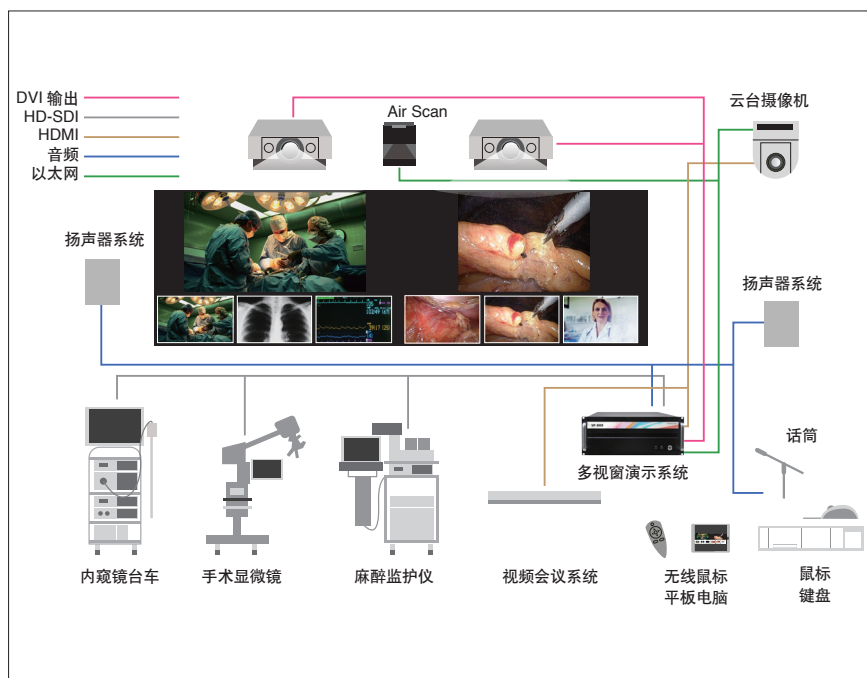 DVI 输出
HD-SDI
HDMI
音频
以太网
Air Scan
云台摄像机
扬声器系统
扬声器系统
多视窗演示系统
话筒
内窥镜台车
手术显微镜
麻醉监护仪
视频会议系统
无线鼠标
平板电脑
鼠标
键盘